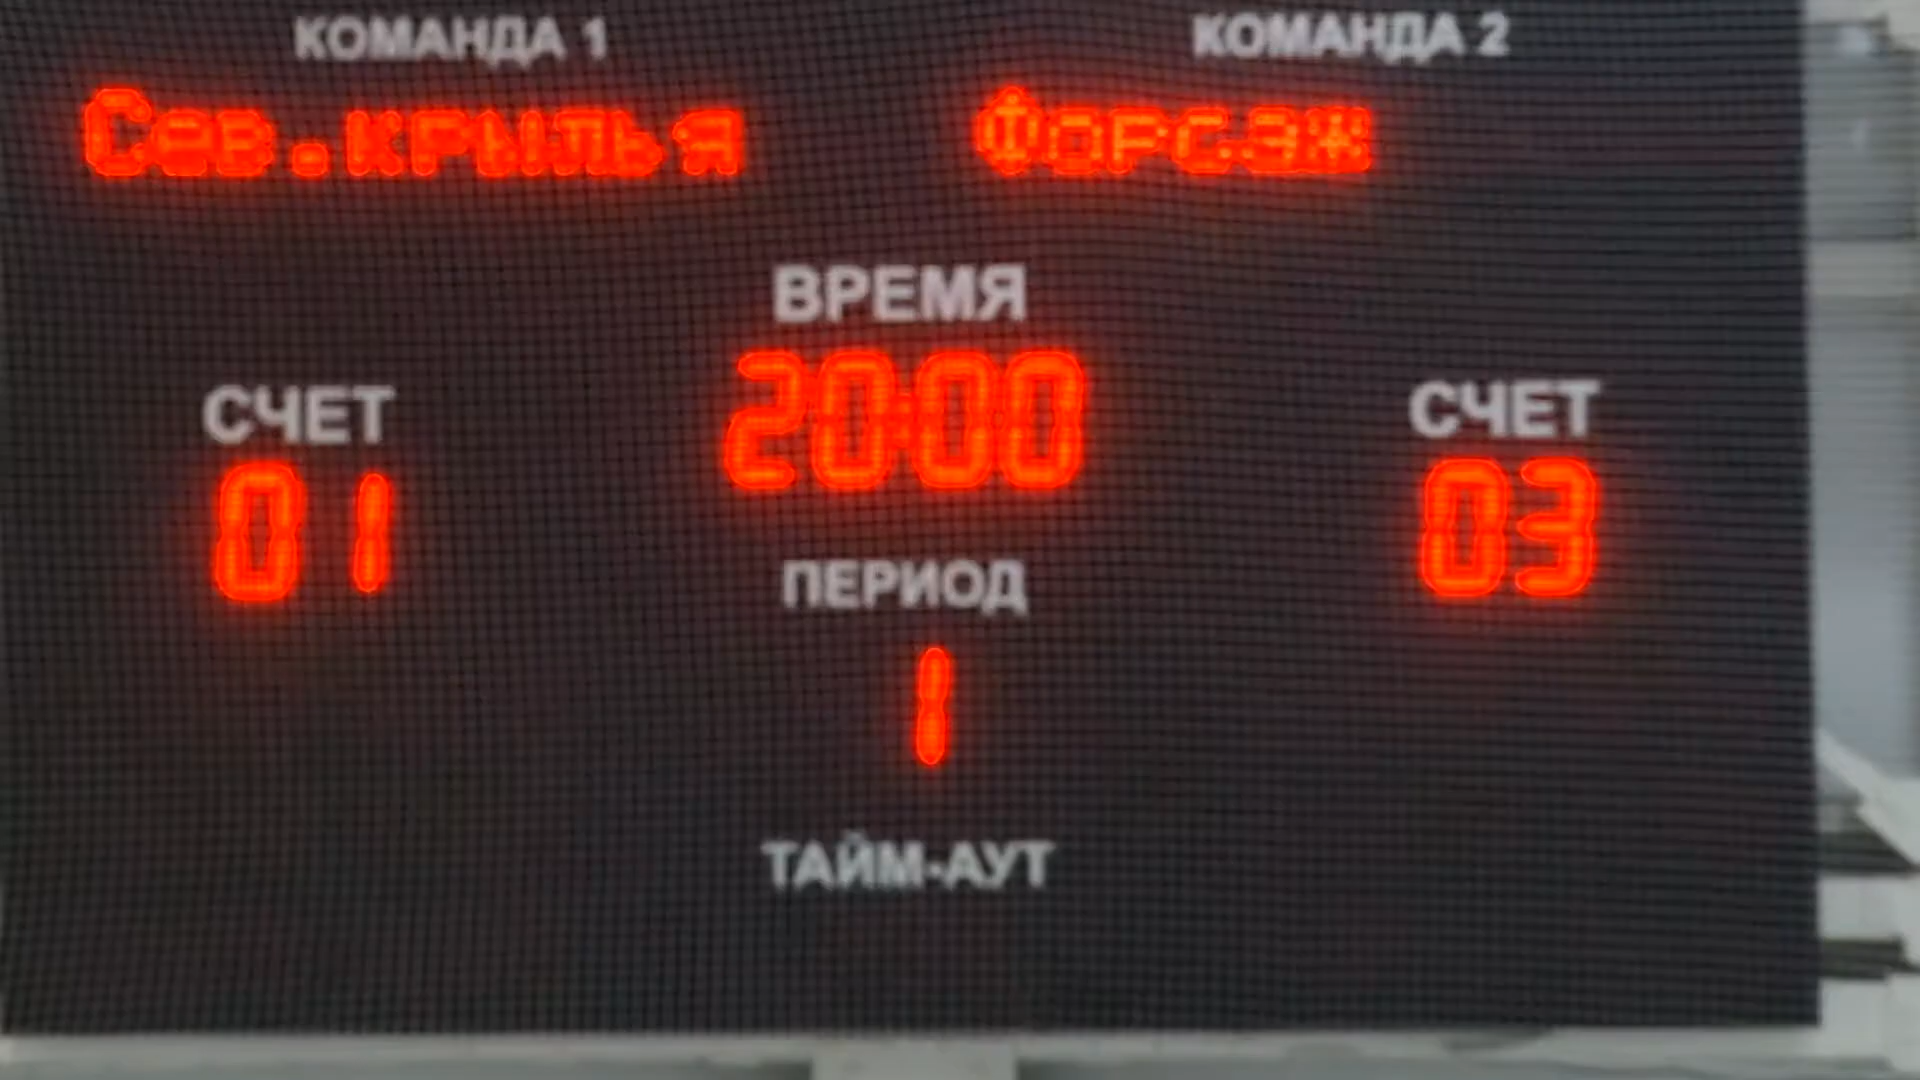 КОМАНДА 1 КОМАНДА 2
Сев.крылья Форсаж
ВРЕМЯ
20:00
СЧЕТ СЧЕТ
01 03
ПЕРИОД
1
ТАЙМ-АУТ